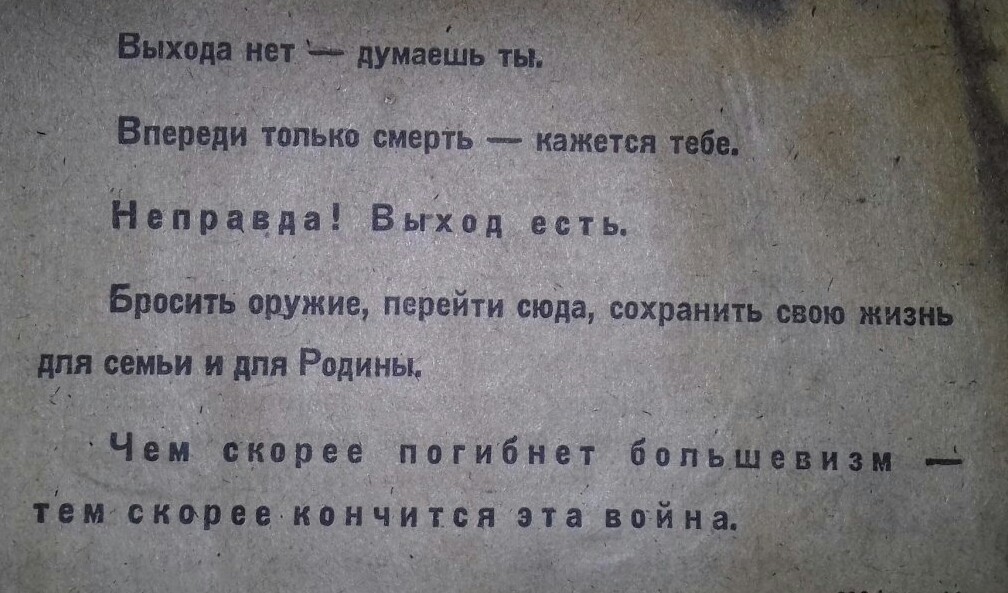 Выхода нет — думаешь ты.
Впереди только смерть — кажется тебе.
Неправда! Выход есть.
Бросить оружие, перейти сюда, сохранить свою жизнь
для семьи и для Родины.
Чем скорее погибнет большевизм —
тем скорее кончится эта война.